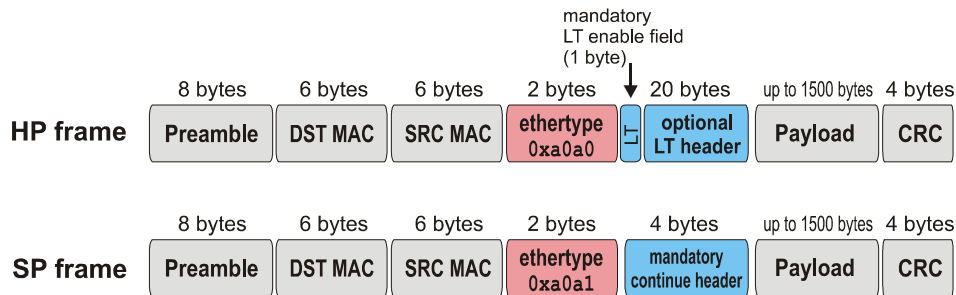 mandatory
LT enable field
(1 byte)
8 bytes 6 bytes 6 bytes 2 bytes 20 bytes up to 1500 bytes 4 bytes
HP frame Preamble DST MAC SRC MAC ethertype 0xa0a0 LT optional LT header Payload CRC
8 bytes 6 bytes 6 bytes 2 bytes 4 bytes up to 1500 bytes 4 bytes
SP frame Preamble DST MAC SRC MAC ethertype 0xa0a1 mandatory continue header Payload CRC